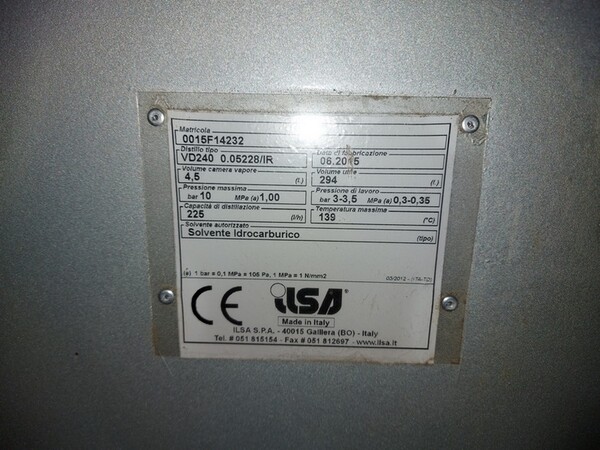 Matricola
0015F14232
Distillo tipo
Data di fabbricazione
VD240 0.05228/IR
06.2015
Volume camera vapore
Volume utile
4,5 (l.)
294 (l.)
Pressione massima
Pressione di lavoro
bar 10 MPa (a) 1,00
bar 3-3,5 MPa (a) 0,3-0,35
Capacità di distillazione
Temperatura massima
225 (l/h)
139 (°C)
Solvente autorizzato
Solvente Idrocarburico (tipo)
(a) 1 bar = 0,1 MPa = 105 Pa, 1 MPa = 1 N/mm2
CE ilsa
Made in Italy
ILSA S.P.A. - 40015 Galliera (BO) - Italy
Tel. # 051 815154 - Fax # 051 812697 - www.ilsa.it